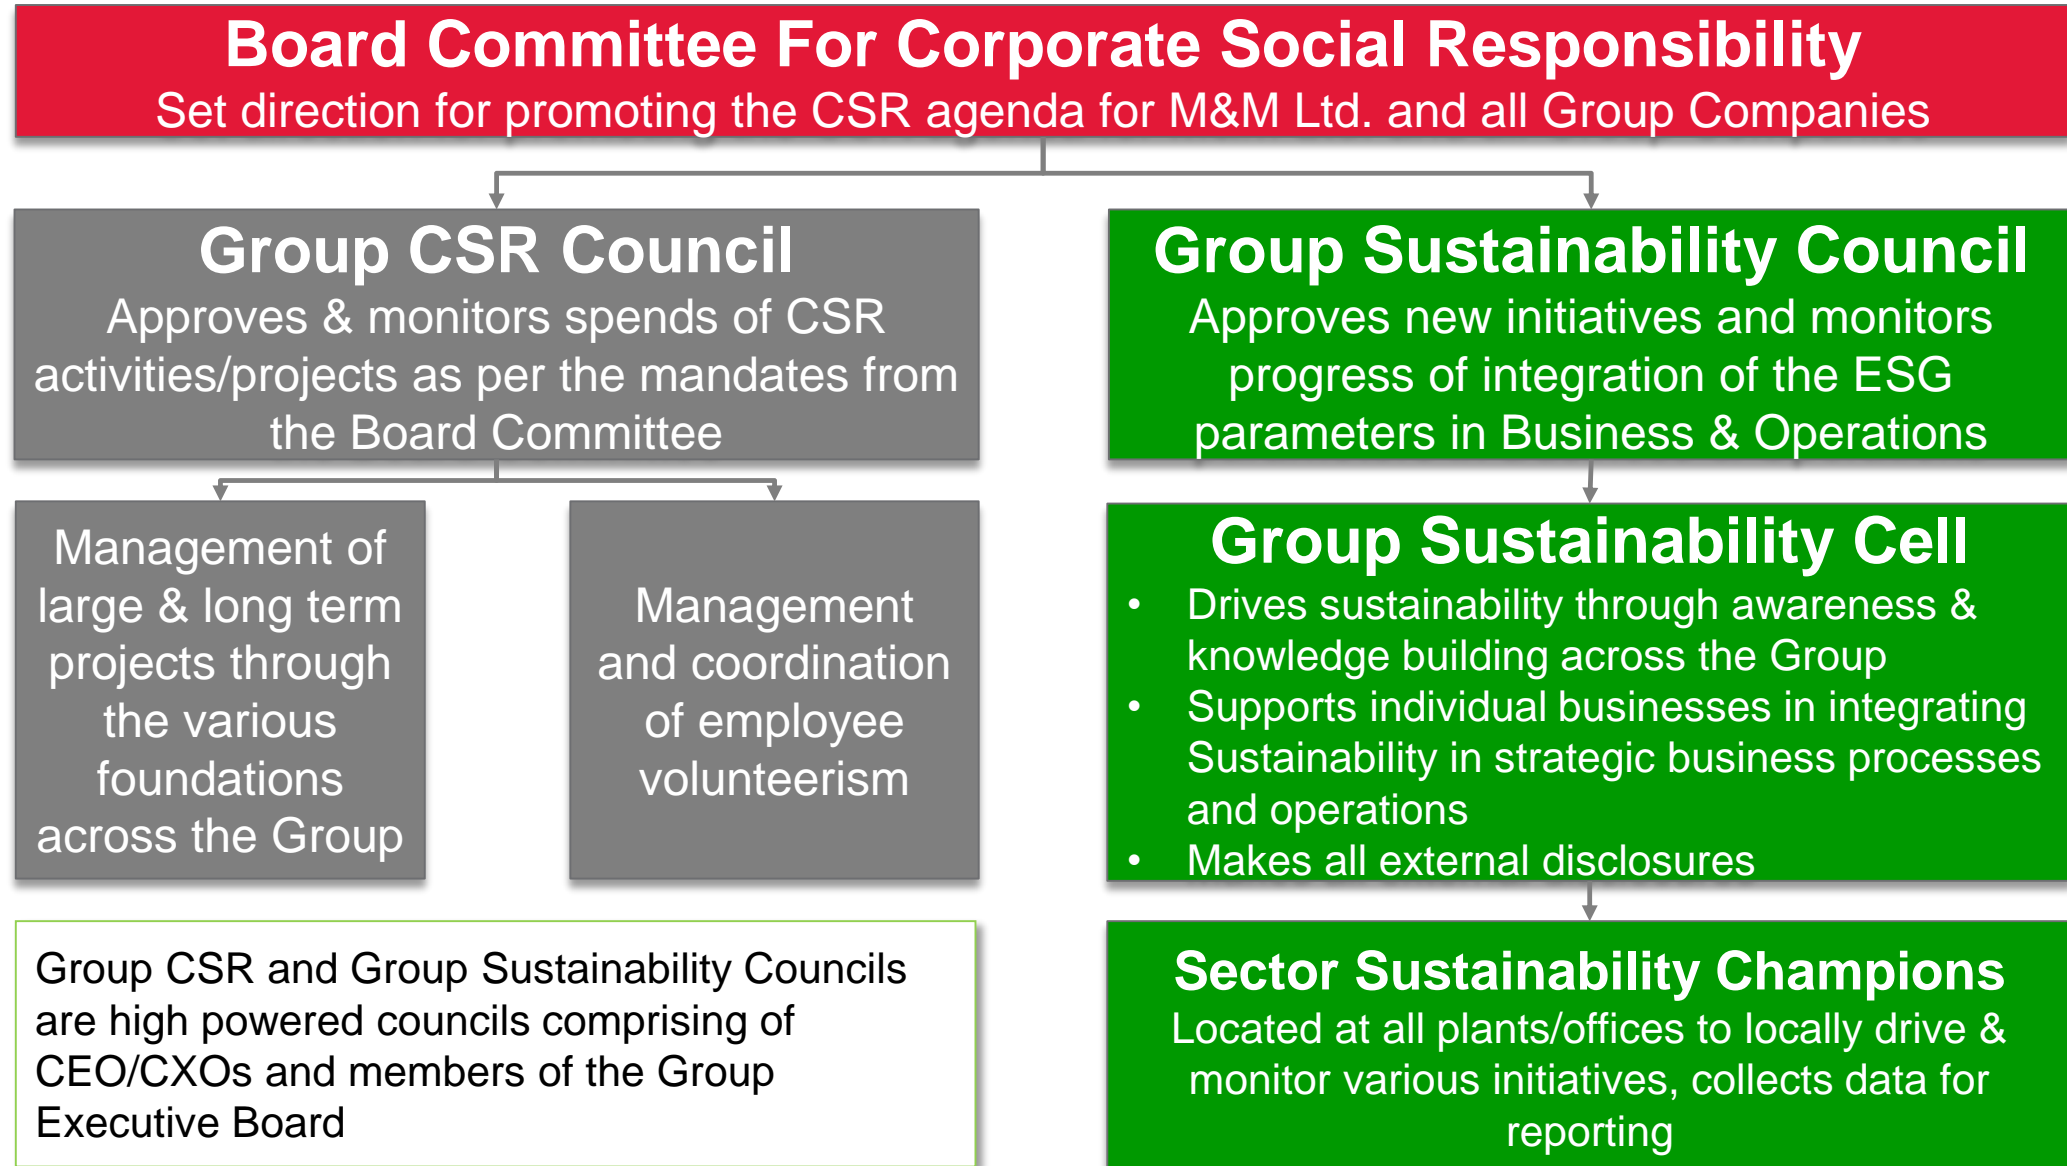 Board Committee For Corporate Social Responsibility
Set direction for promoting the CSR agenda for M&M Ltd. and all Group Companies
Group CSR Council
Approves & monitors spends of CSR
activities/projects as per the mandates from
the Board Committee
Group Sustainability Council
Approves new initiatives and monitors
progress of integration of the ESG
parameters in Business & Operations
Management of
large & long term
projects through
the various
foundations
across the Group
Management
and coordination
of employee
volunteerism
Group Sustainability Cell
• Drives sustainability through awareness &
knowledge building across the Group
• Supports individual businesses in integrating
Sustainability in strategic business processes
and operations
• Makes all external disclosures
Group CSR and Group Sustainability Councils
are high powered councils comprising of
CEO/CXOs and members of the Group
Executive Board
Sector Sustainability Champions
Located at all plants/offices to locally drive &
monitor various initiatives, collects data for
reporting